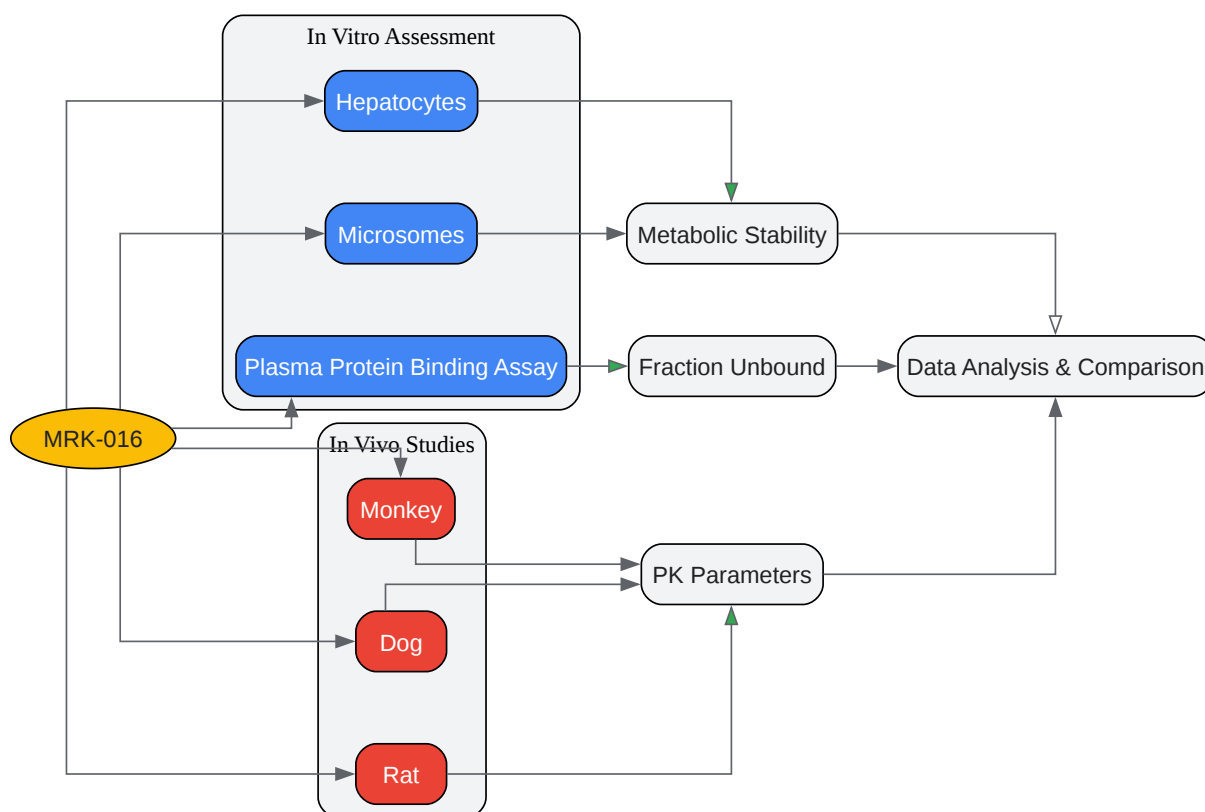 In Vitro Assessment
Hepatocytes
Microsomes
Metabolic Stability
Plasma Protein Binding Assay
Fraction Unbound
Data Analysis & Comparison
MRK-016
In Vivo Studies
Monkey
PK Parameters
Dog
Rat